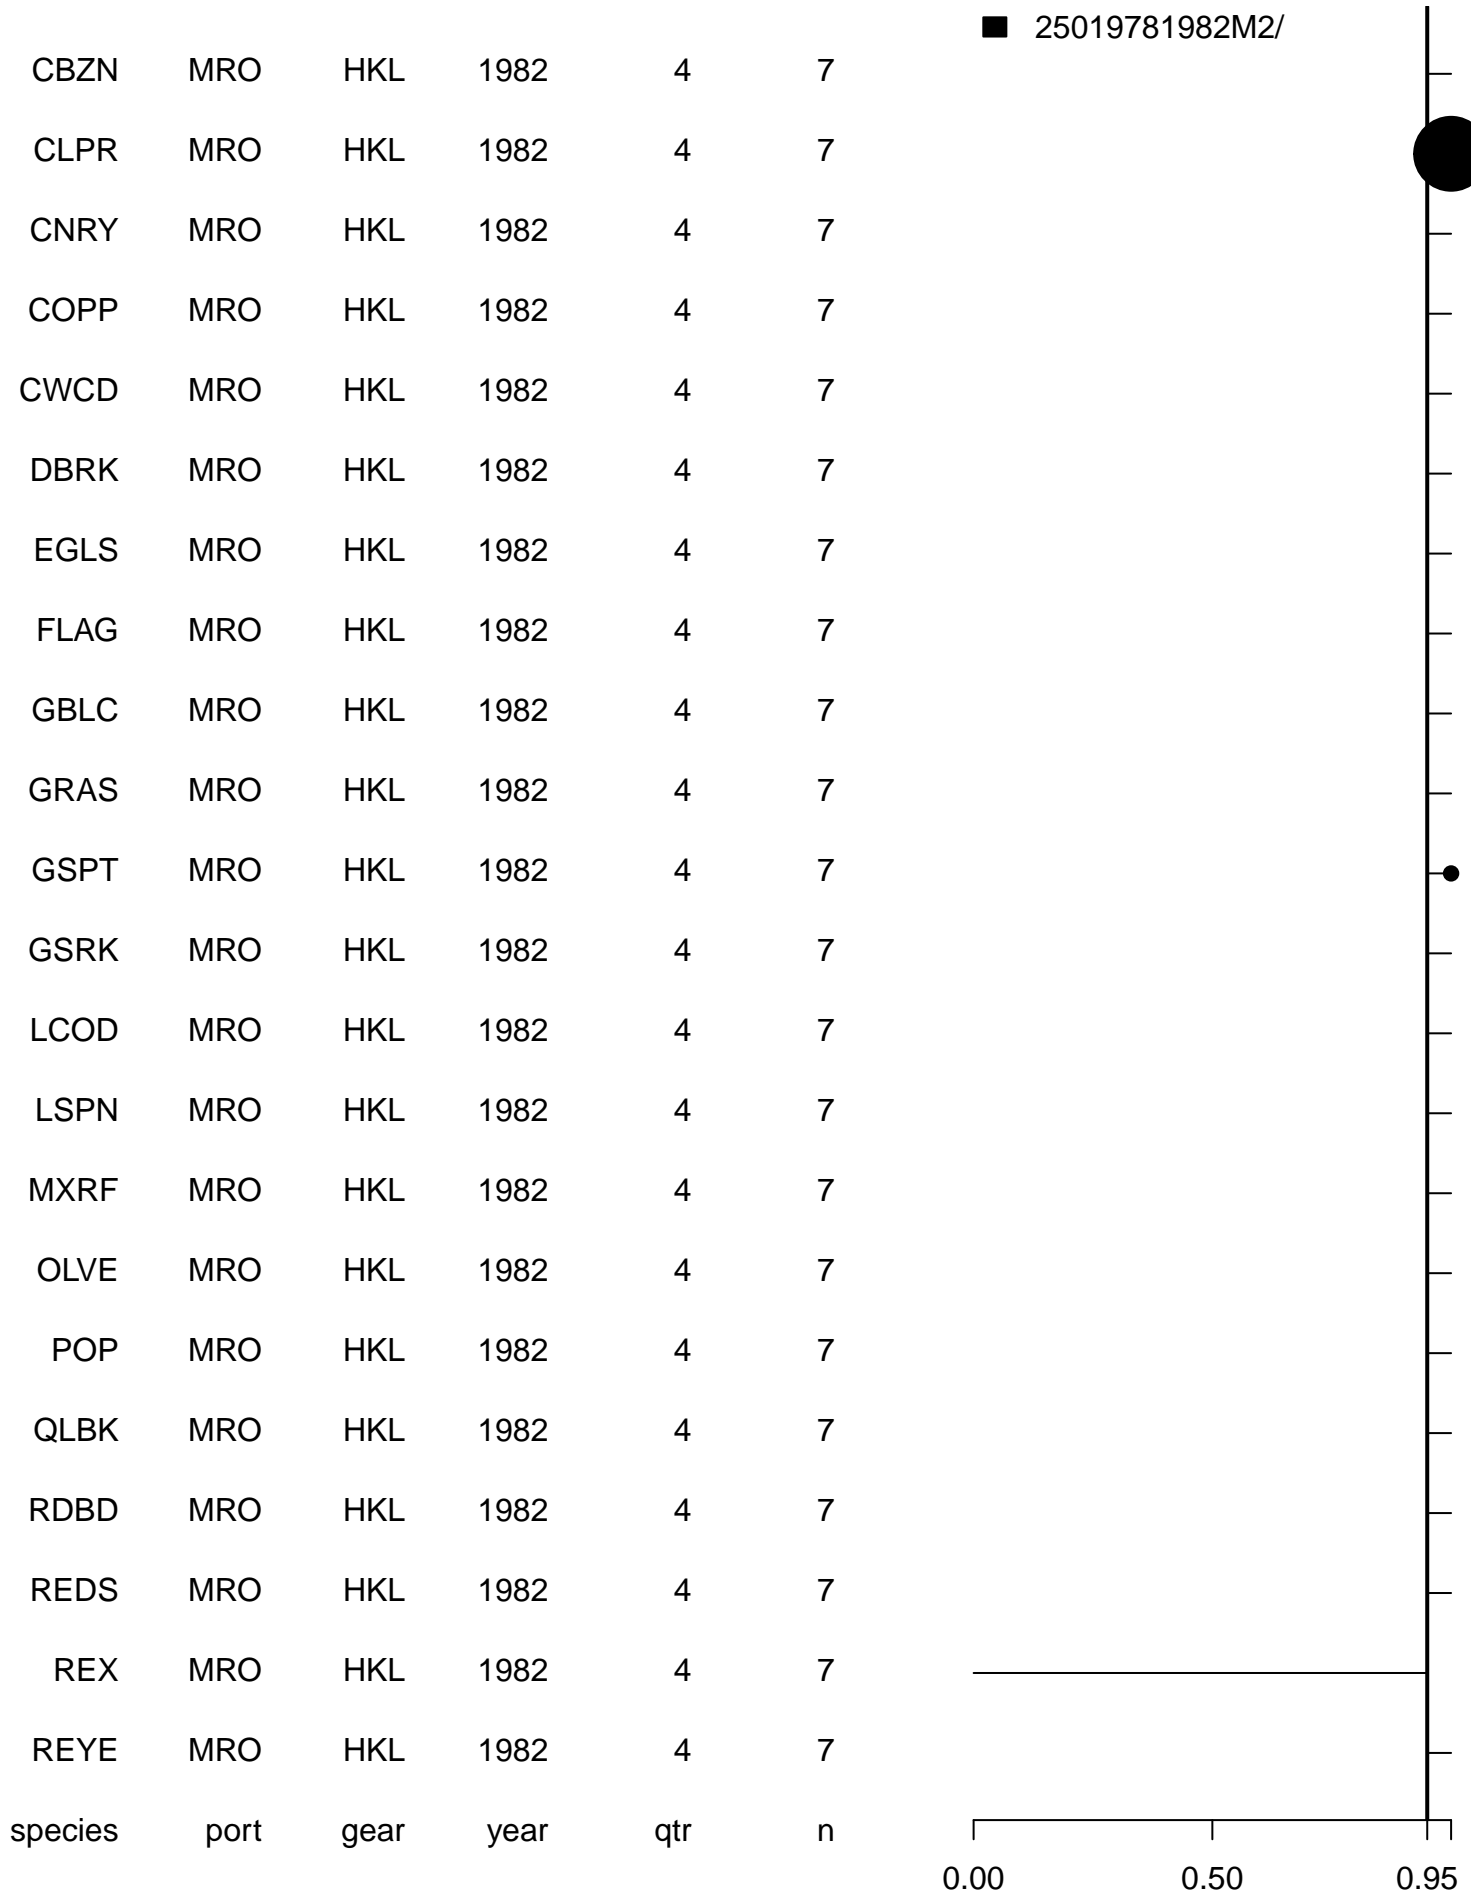 25019781982M2/
CBZN MRO HKL 1982 4 7
CLPR MRO HKL 1982 4 7
CNRY MRO HKL 1982 4 7
COPP MRO HKL 1982 4 7
CWCD MRO HKL 1982 4 7
DBRK MRO HKL 1982 4 7
EGLS MRO HKL 1982 4 7
FLAG MRO HKL 1982 4 7
GBLC MRO HKL 1982 4 7
GRAS MRO HKL 1982 4 7
GSPT MRO HKL 1982 4 7
GSRK MRO HKL 1982 4 7
LCOD MRO HKL 1982 4 7
LSPN MRO HKL 1982 4 7
MXRF MRO HKL 1982 4 7
OLVE MRO HKL 1982 4 7
POP MRO HKL 1982 4 7
QLBK MRO HKL 1982 4 7
RDBD MRO HKL 1982 4 7
REDS MRO HKL 1982 4 7
REX MRO HKL 1982 4 7
REYE MRO HKL 1982 4 7
species port gear year qtr n
0.00 0.50 0.95